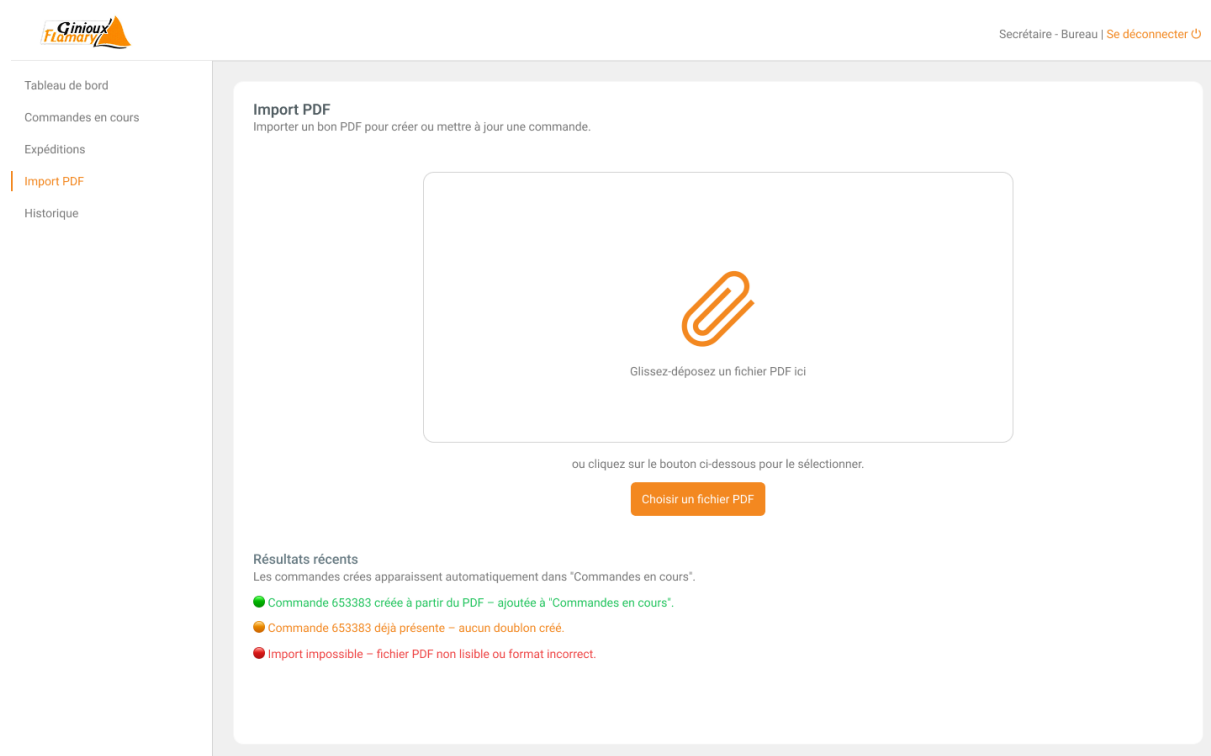 Ginioux
Flamary
Secrétaire - Bureau | Se déconnecter
Tableau de bord
Commandes en cours
Expéditions
Import PDF
Historique
Import PDF
Importer un bon PDF pour créer ou mettre à jour une commande.
Glissez-déposez un fichier PDF ici
ou cliquez sur le bouton ci-dessous pour le sélectionner.
Choisir un fichier PDF
Résultats récents
Les commandes crées apparaissent automatiquement dans "Commandes en cours".
Commande 653383 créée à partir du PDF – ajoutée à "Commandes en cours".
Commande 653383 déjà présente – aucun doublon créé.
Import impossible – fichier PDF non lisible ou format incorrect.